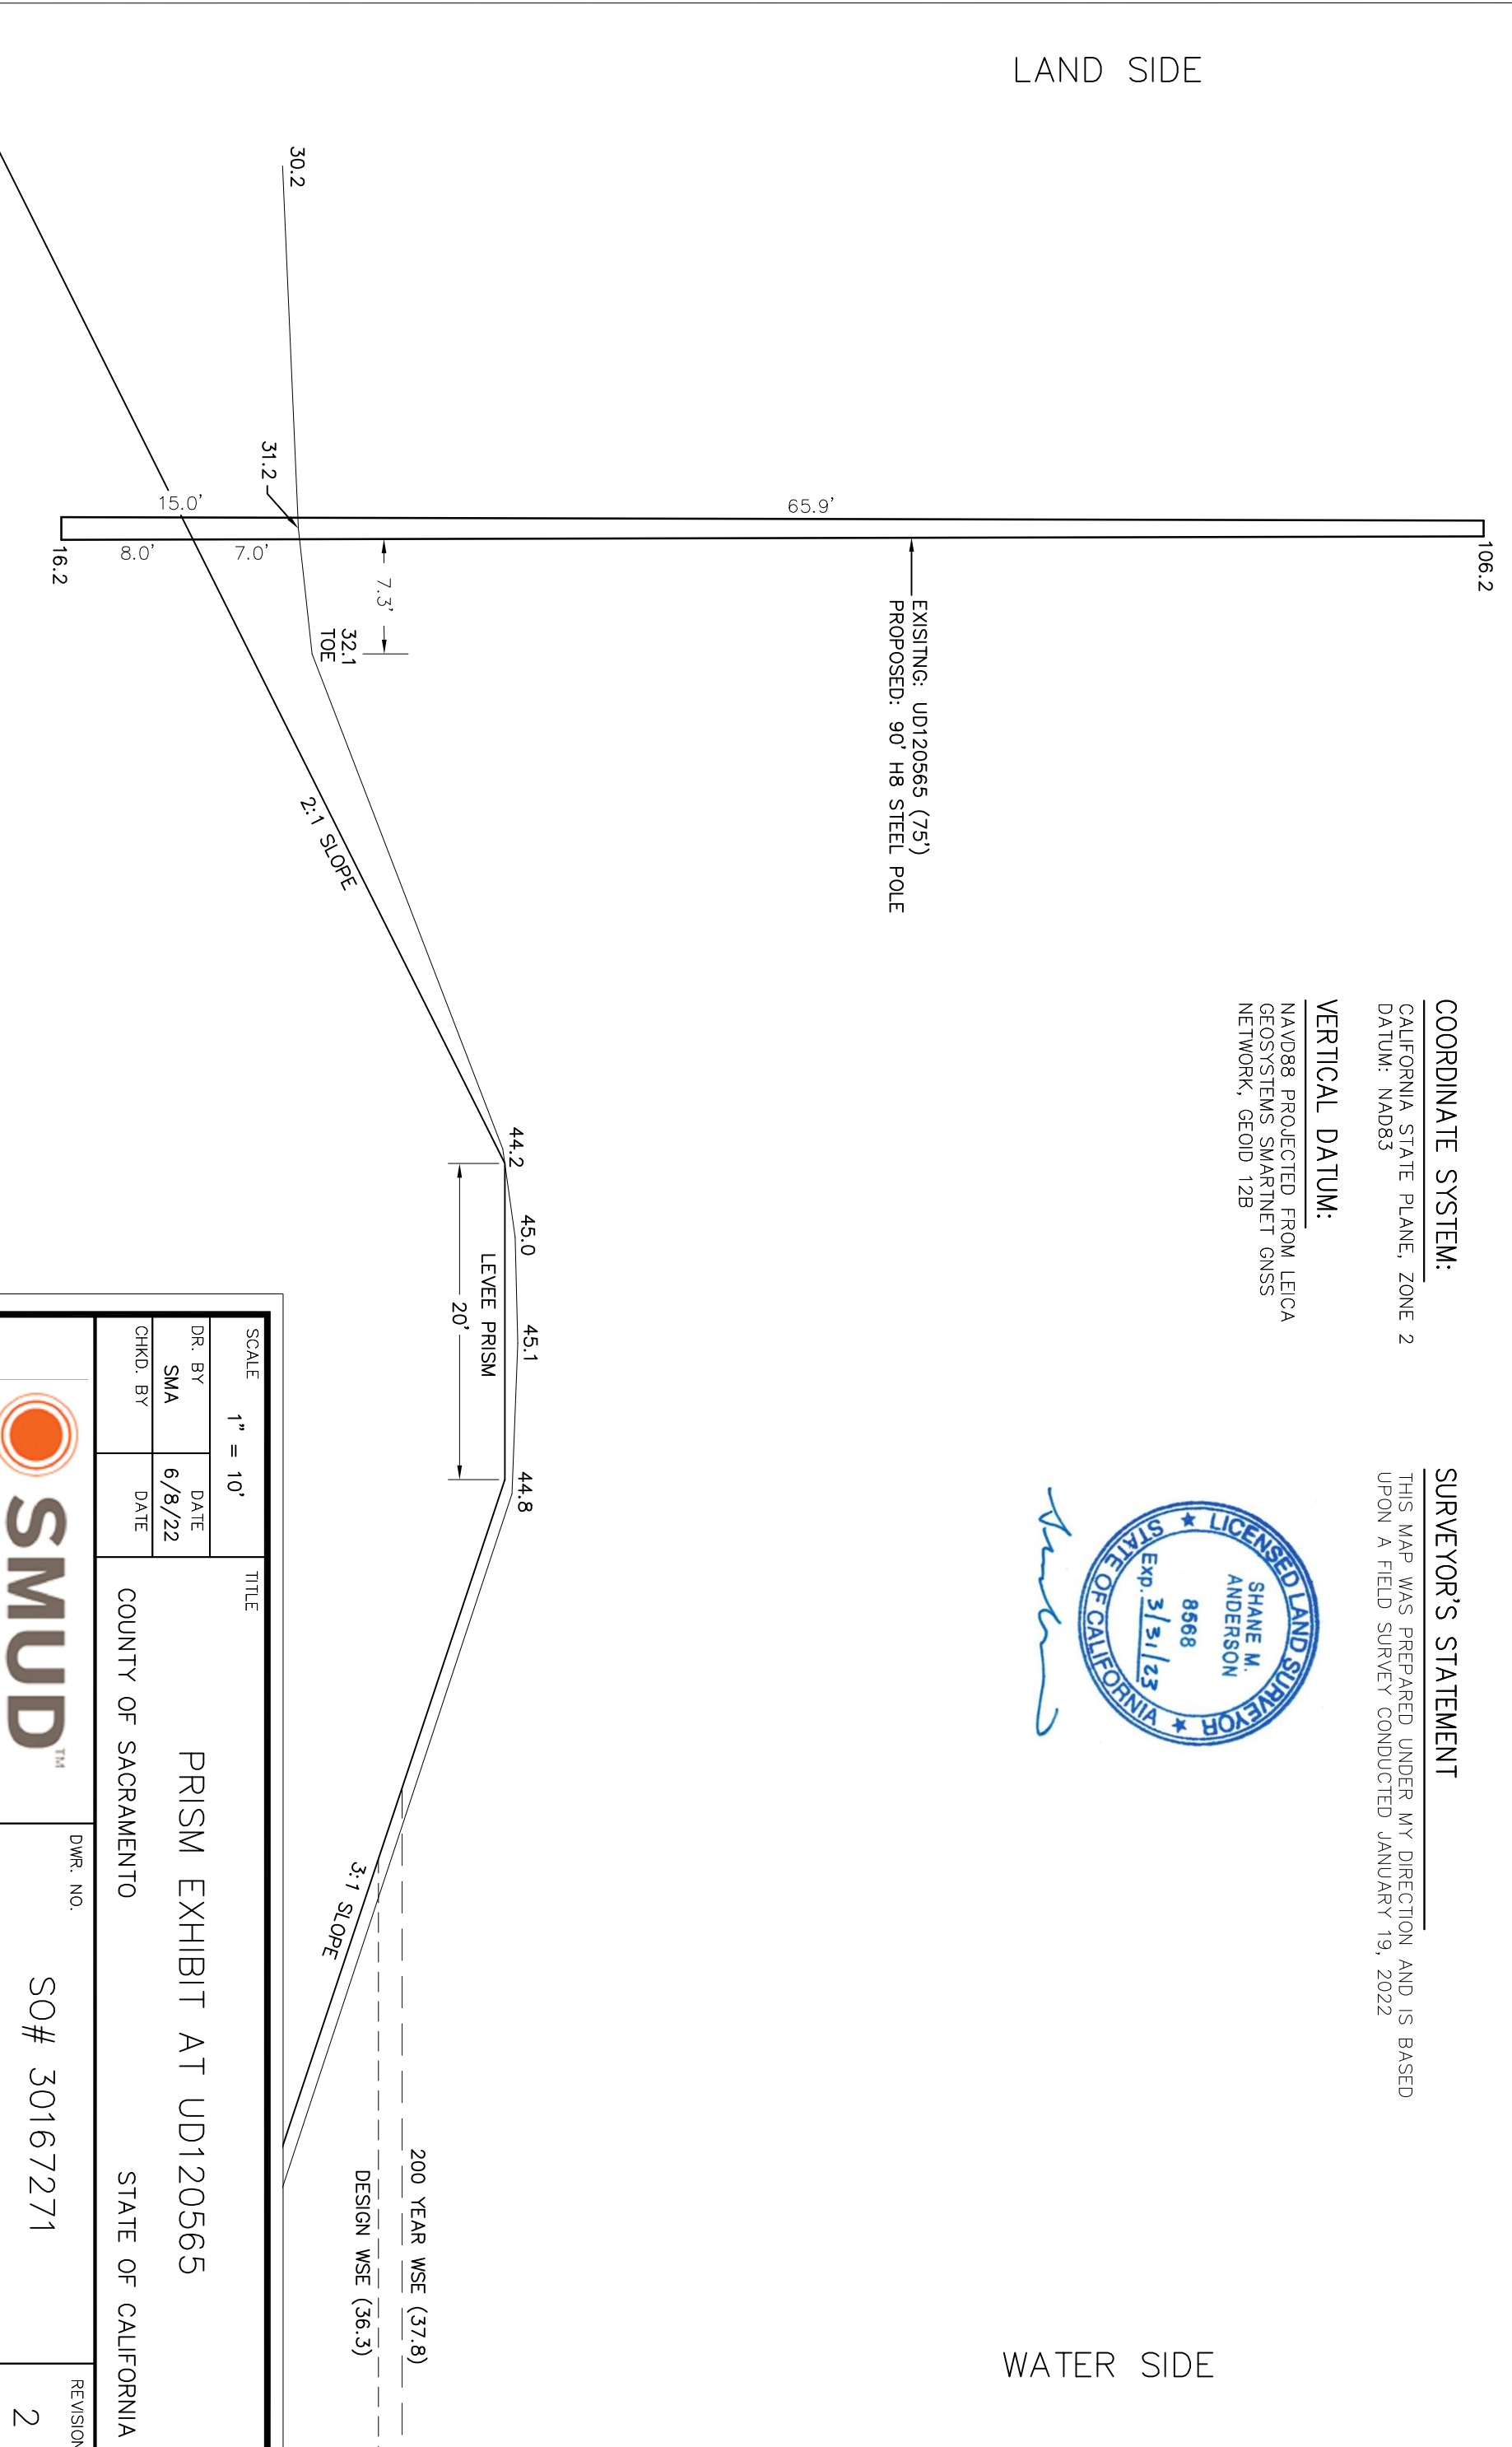 LAND SIDE
WATER SIDE
COORDINATE SYSTEM:
CALIFORNIA STATE PLANE, ZONE 2
DATUM: NAD83
VERTICAL DATUM:
NAVD88 PROJECTED FROM LEICA
GEOSYSTEMS SMARTNET GNSS
NETWORK, GEOID 12B
SURVEYOR'S STATEMENT
THIS MAP WAS PREPARED UNDER MY DIRECTION AND IS BASED
UPON A FIELD SURVEY CONDUCTED JANUARY 19, 2022
LICENSED LAND SURVEYOR
SHANE M.
ANDERSON
8568
Exp. 3/31/23
STATE OF CALIFORNIA
106.2
65.9'
EXISITNG: UD120565 (75')
PROPOSED: 90' H8 STEEL POLE
30.2
31.2
7.3'
32.1
TOE
15.0'
7.0'
8.0'
16.2
2:1 SLOPE
44.2
45.0
45.1
44.8
LEVEE PRISM
20'
3:1 SLOPE
200 YEAR WSE (37.8)
DESIGN WSE (36.3)
SCALE
1" = 10'
DR. BY
SMA
DATE
6/8/22
CHKD. BY
DATE
TITLE
PRISM EXHIBIT AT UD120565
COUNTY OF SACRAMENTO
STATE OF CALIFORNIA
SMUD™
DWR. NO.
SO# 30167271
REVISION
2